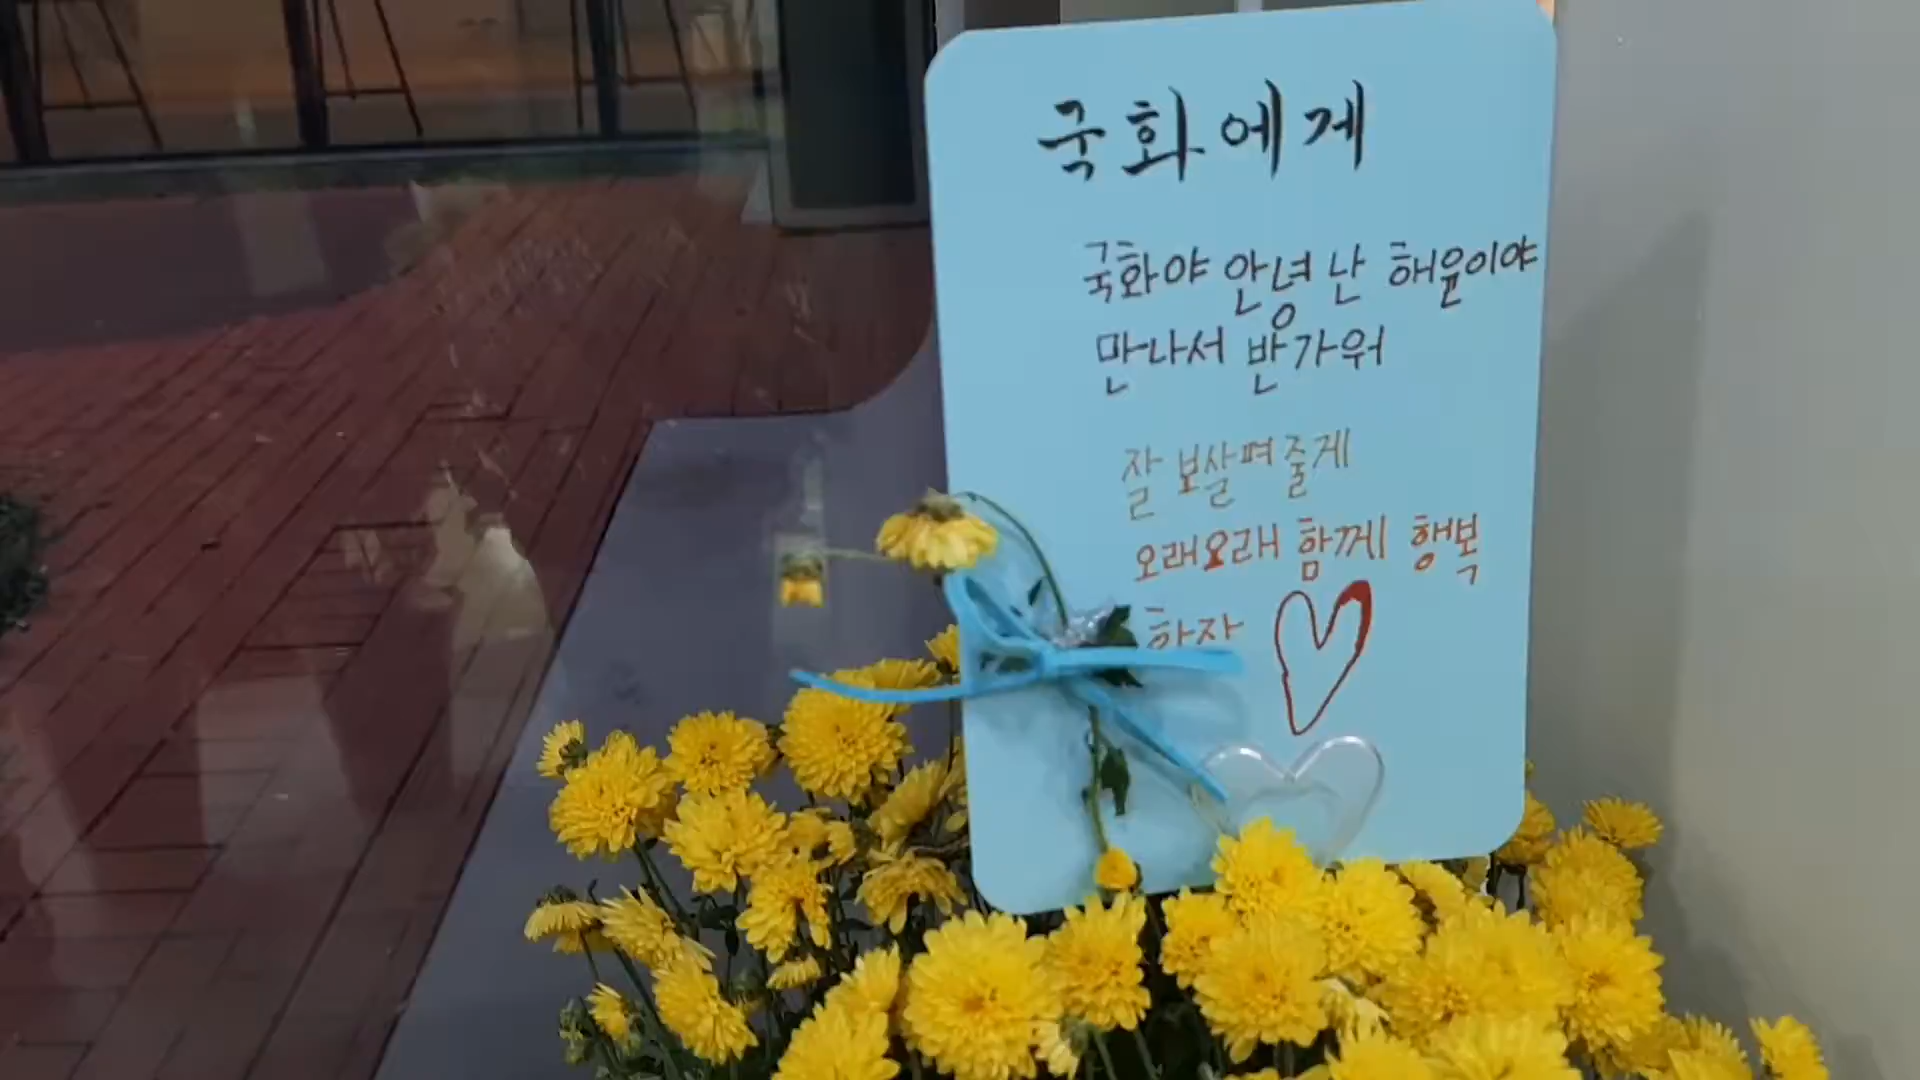 국화에게
국화야 안녕 난 해윤이야
만나서 반가워
잘 보살펴줄게
오래오래 함께 행복
하자